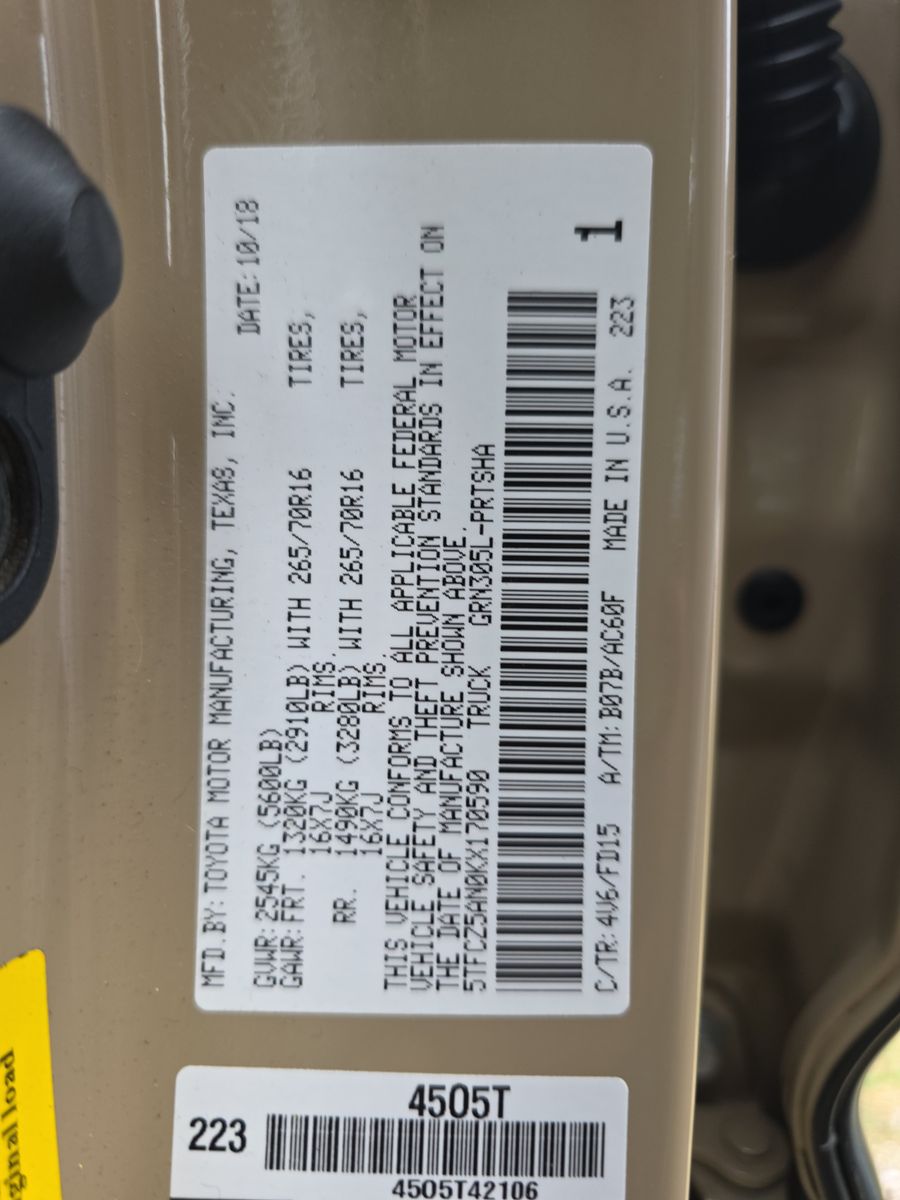 MFD.BY:TOYOTA MOTOR MANUFACTURING, TEXAS, INC.
DATE:10/18
GVWR:2545KG (5600LB)
GAWR:FRT. 1320KG (2910LB) WITH 265/70R16 TIRES,
16X7J RIMS.
RR. 1490KG (3280LB) WITH 265/70R16 TIRES,
16X7J RIMS.
THIS VEHICLE CONFORMS TO ALL APPLICABLE FEDERAL MOTOR
VEHICLE SAFETY AND THEFT PREVENTION STANDARDS IN EFFECT ON
THE DATE OF MANUFACTURE SHOWN ABOVE.
5TFCZ5AN0KX170590 TRUCK GRN305L-PRTSHA
1
C/TR:4V6/FD15 A/TM:B07B/AC60F MADE IN U.S.A. 223
4505T
223
4505T42106
ginal load